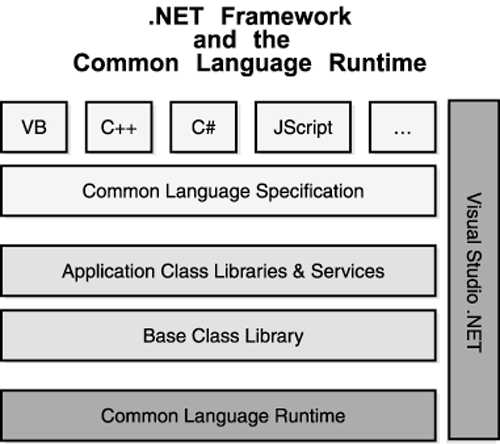 .NET Framework
and the
Common Language Runtime
VB
C++
C#
JScript
...
Common Language Specification
Application Class Libraries & Services
Base Class Library
Common Language Runtime
Visual Studio .NET